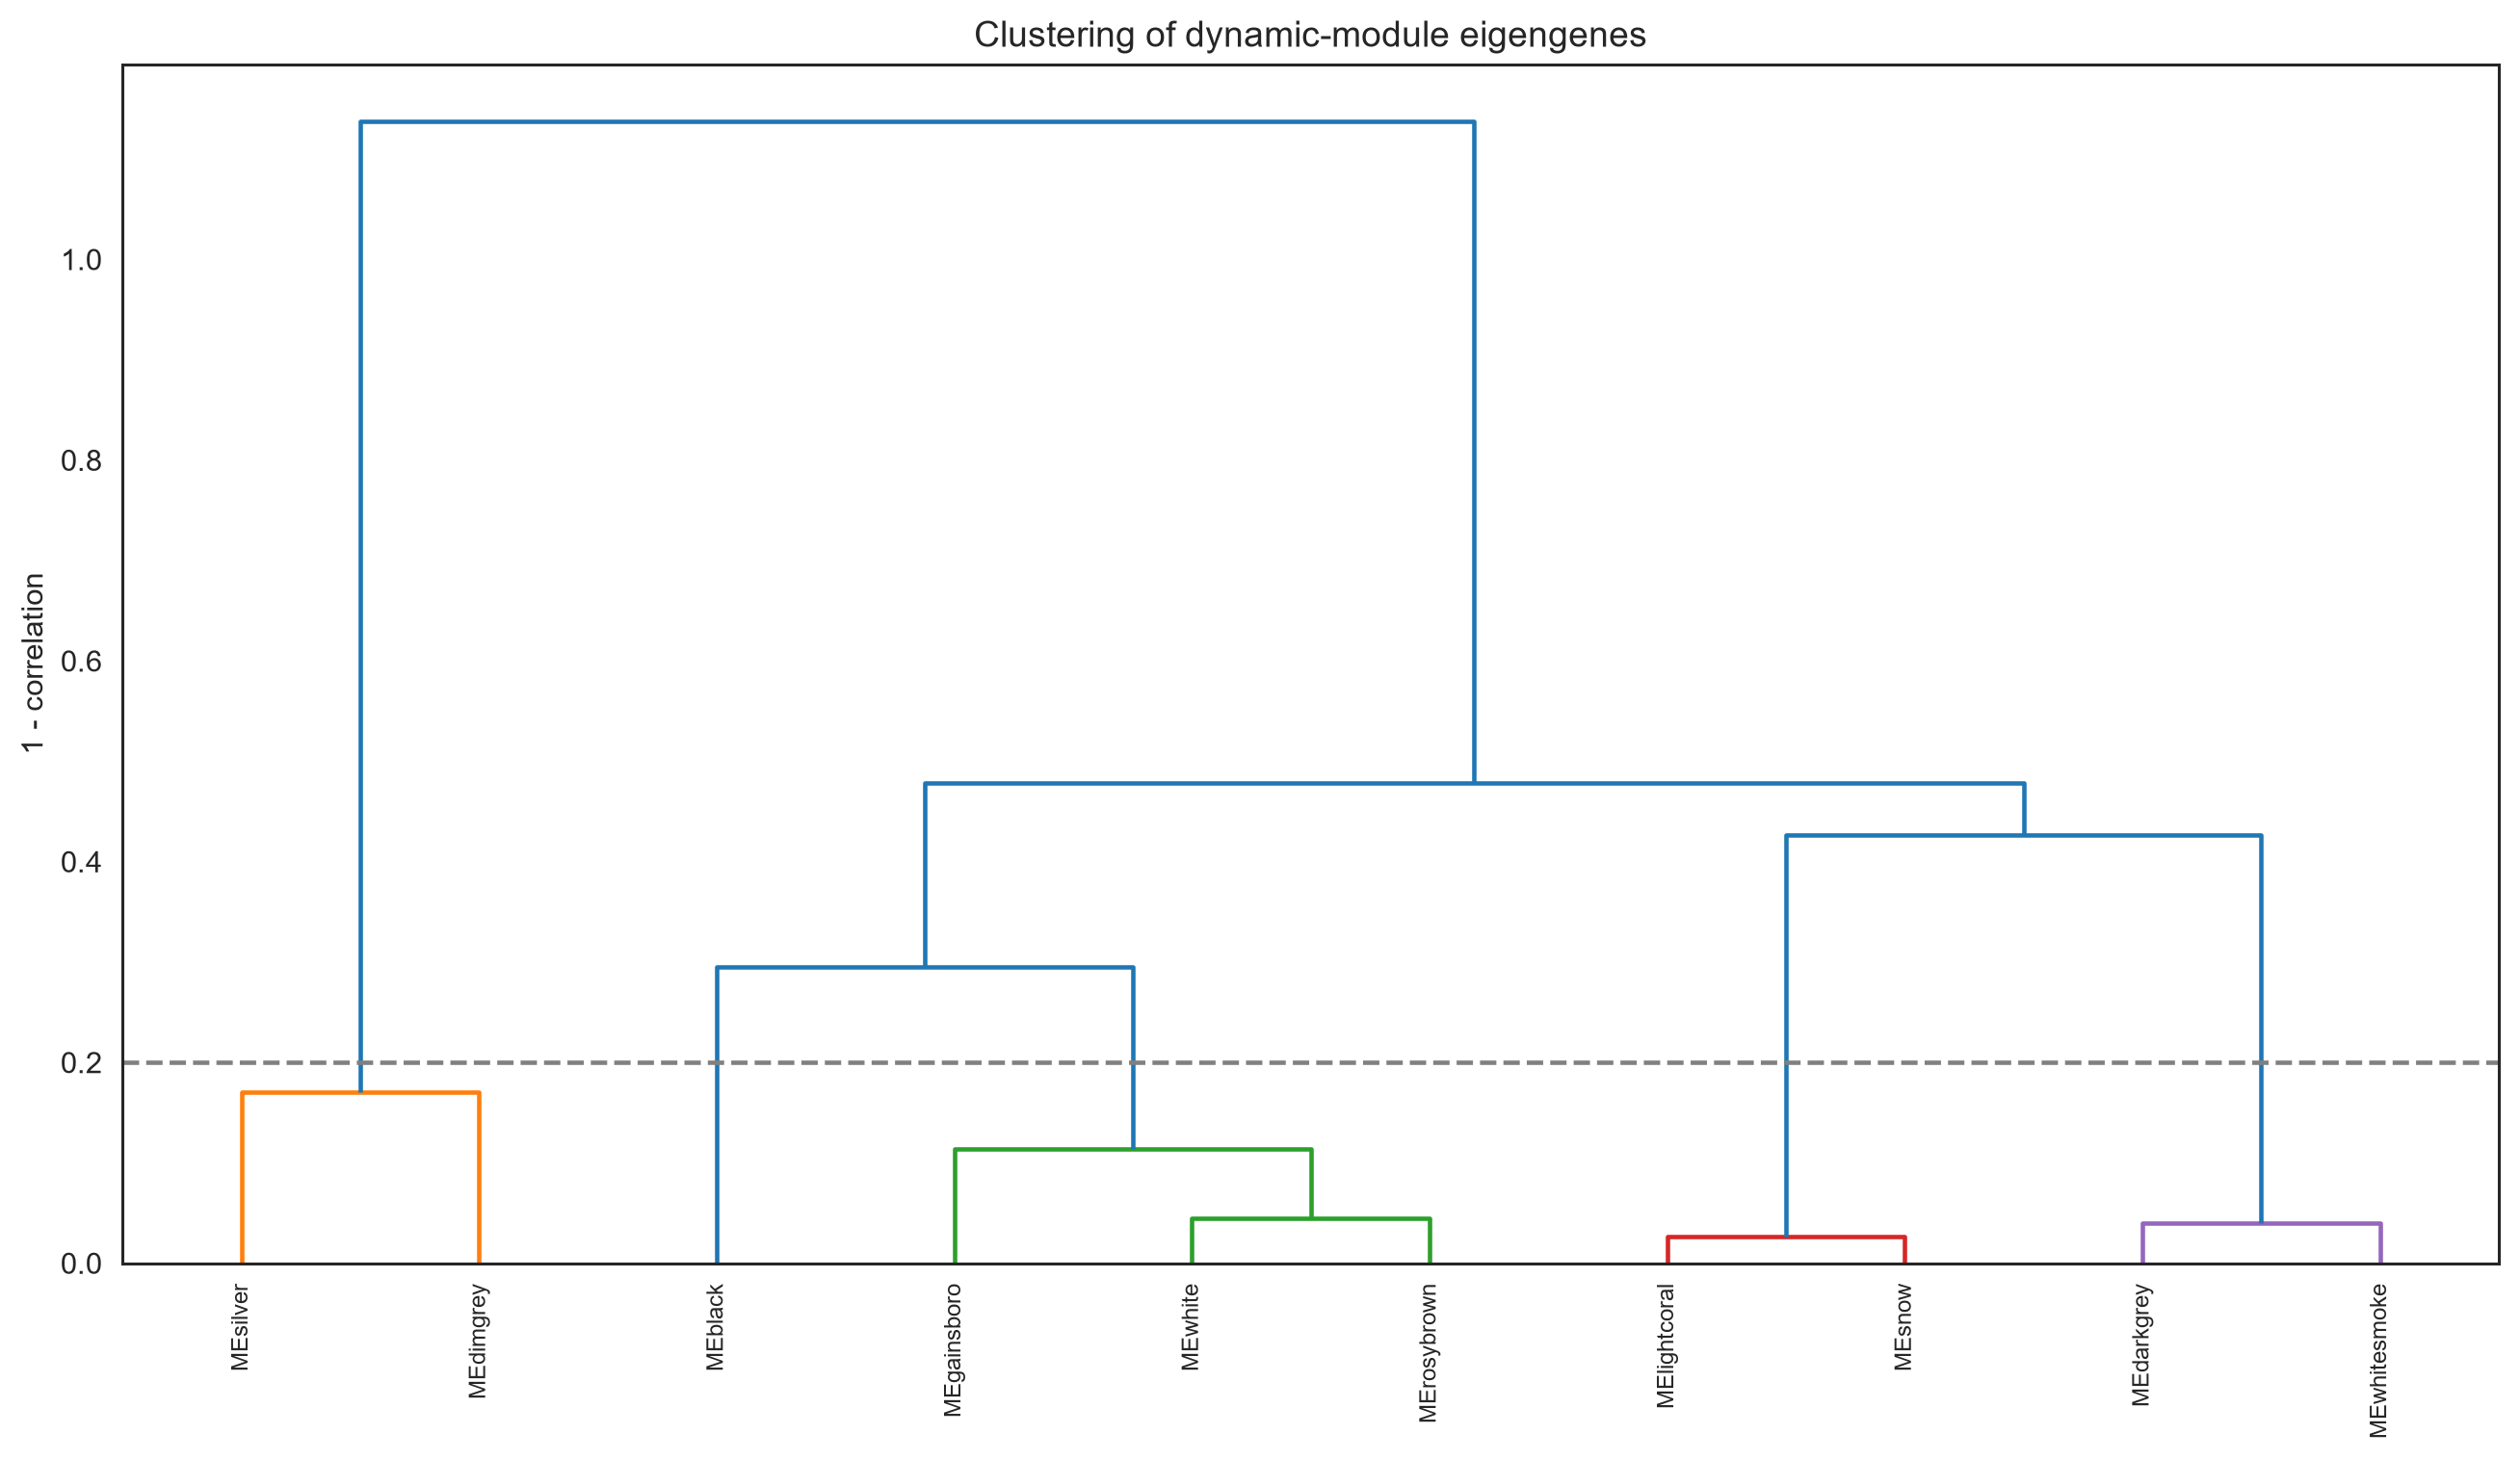 Clustering of dynamic-module eigengenes
1 - correlation
1.0
0.8
0.6
0.4
0.2
0.0
MEsilver
MEdimgrey
MEblack
MEgainsboro
MEwhite
MErosybrown
MElightcoral
MEsnow
MEdarkgrey
MEwhitesmoke